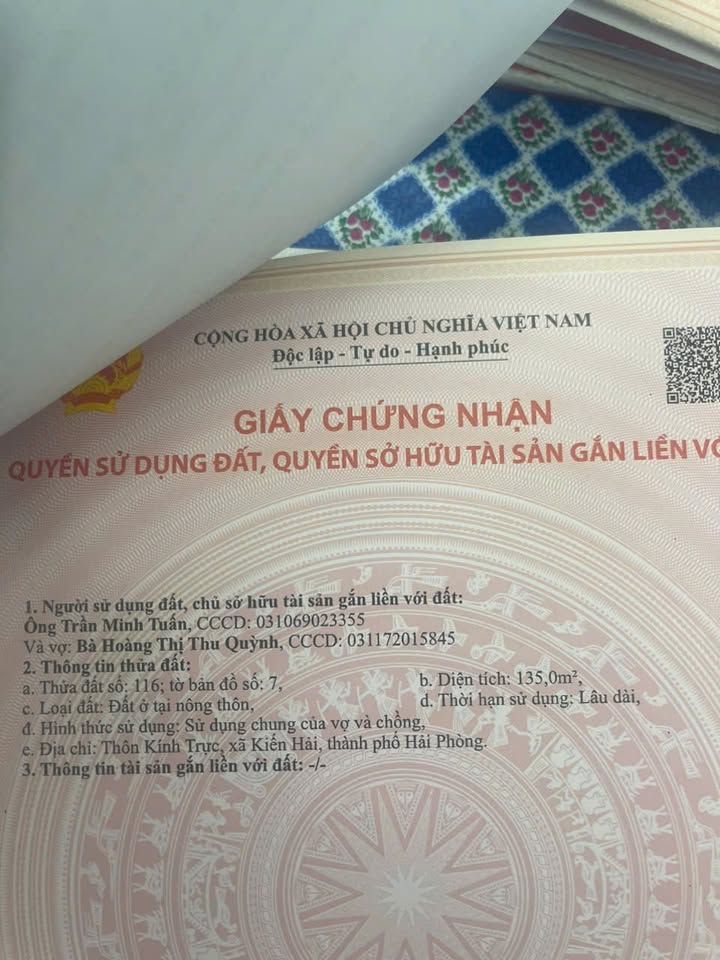 CỘNG HÒA XÃ HỘI CHỦ NGHĨA VIỆT NAM
Độc lập - Tự do - Hạnh phúc
GIẤY CHỨNG NHẬN
QUYỀN SỬ DỤNG ĐẤT, QUYỀN SỞ HỮU TÀI SẢN GẮN LIỀN VỚ
1. Người sử dụng đất, chủ sở hữu tài sản gắn liền với đất:
Ông Trần Minh Tuấn, CCCD: 031069023355
Và vợ: Bà Hoàng Thị Thu Quỳnh, CCCD: 031172015845
2. Thông tin thửa đất:
a. Thửa đất số: 116; tờ bản đồ số: 7, b. Diện tích: 135,0m²,
c. Loại đất: Đất ở tại nông thôn, d. Thời hạn sử dụng: Lâu dài,
đ. Hình thức sử dụng: Sử dụng chung của vợ và chồng,
e. Địa chỉ: Thôn Kính Trực, xã Kiến Hải, thành phố Hải Phòng.
3. Thông tin tài sản gắn liền với đất: -/-